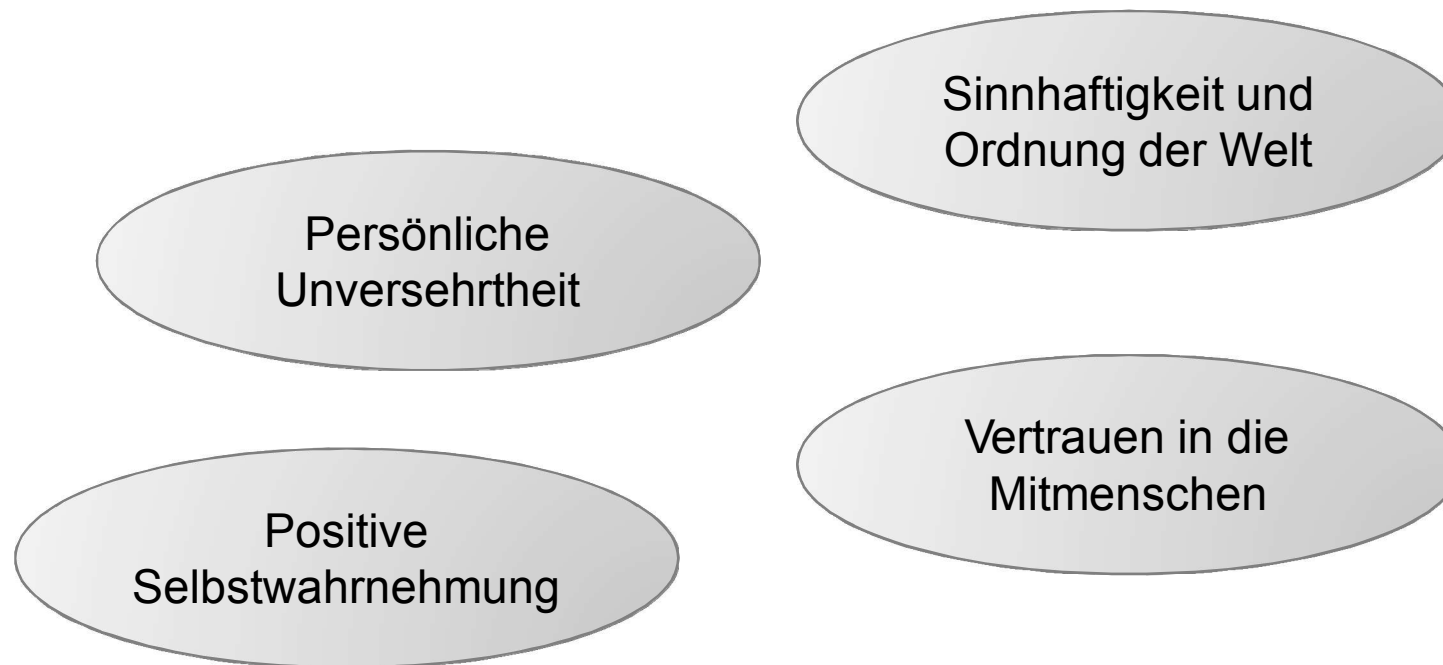 Sinnhaftigkeit und
Ordnung der Welt
Persönliche
Unversehrtheit
Vertrauen in die
Mitmenschen
Positive
Selbstwahrnehmung